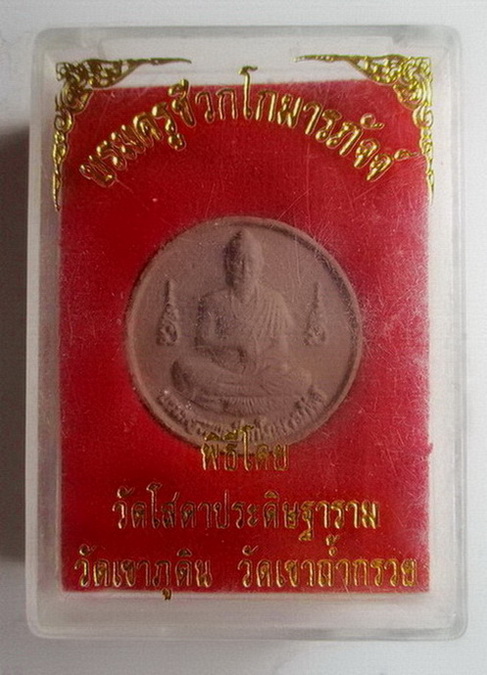 บรมครูชีวกโกมารภัจจ์
พิธีโดย
วัดโสดาประดิษฐาราม
วัดเขาภูดิน วัดเขาถ้ำกรวย